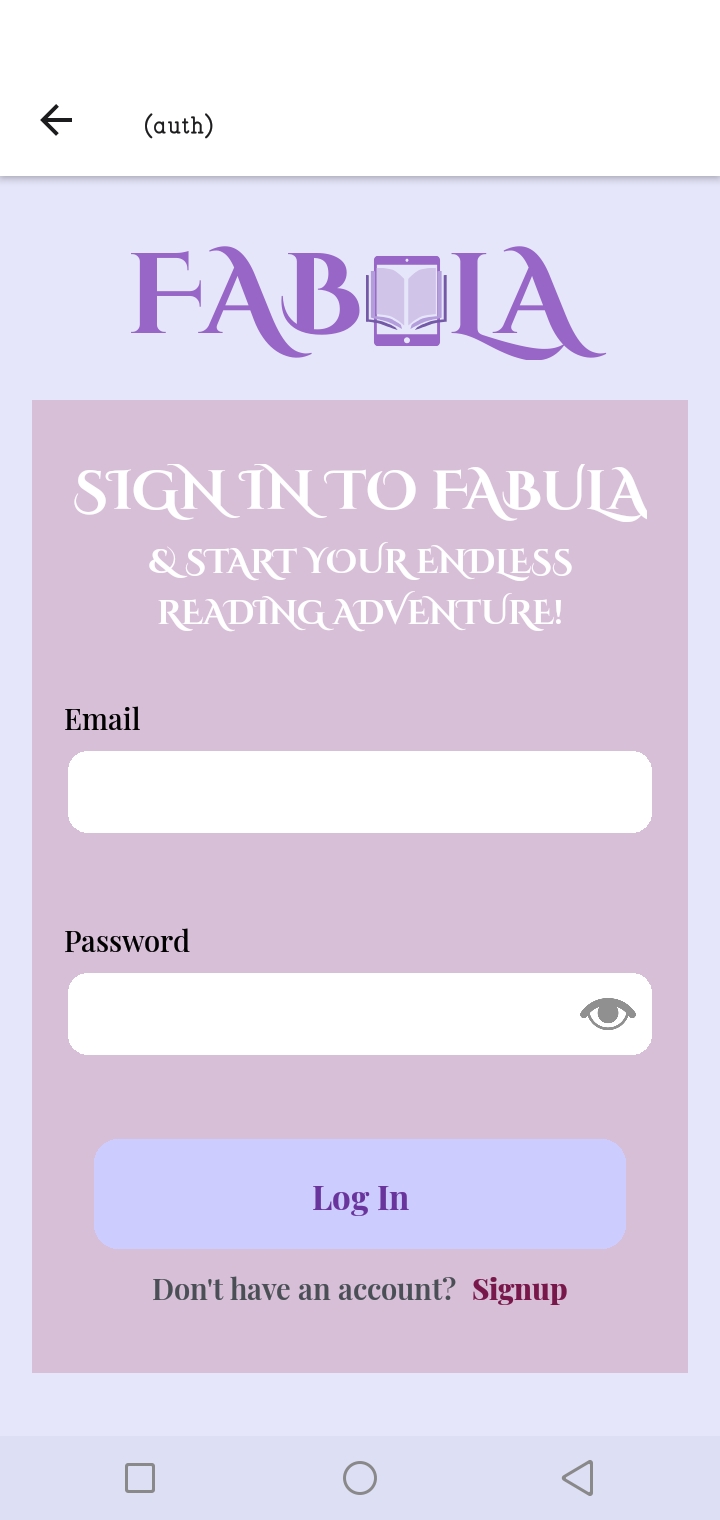 (auth)
FABULA
SIGN IN TO FABULA
& START YOUR ENDLESS
READING ADVENTURE!
Email
Password
Log In
Don't have an account? Signup